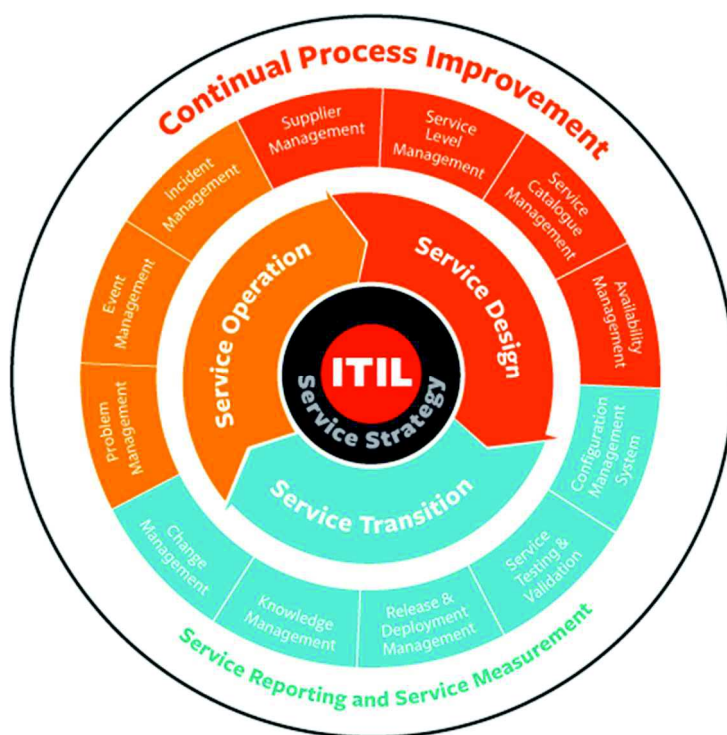 Continual Process Improvement
Supplier
Management
Service
Level
Management
Service
Catalogue
Management
Availability
Management
Configuration
Management
System
Service
Testing &
Validation
Release &
Deployment
Management
Knowledge
Management
Change
Management
Problem
Management
Event
Management
Incident
Management
Service Design
Service Transition
Service Operation
ITIL
Service Strategy
Service Reporting and Service Measurement